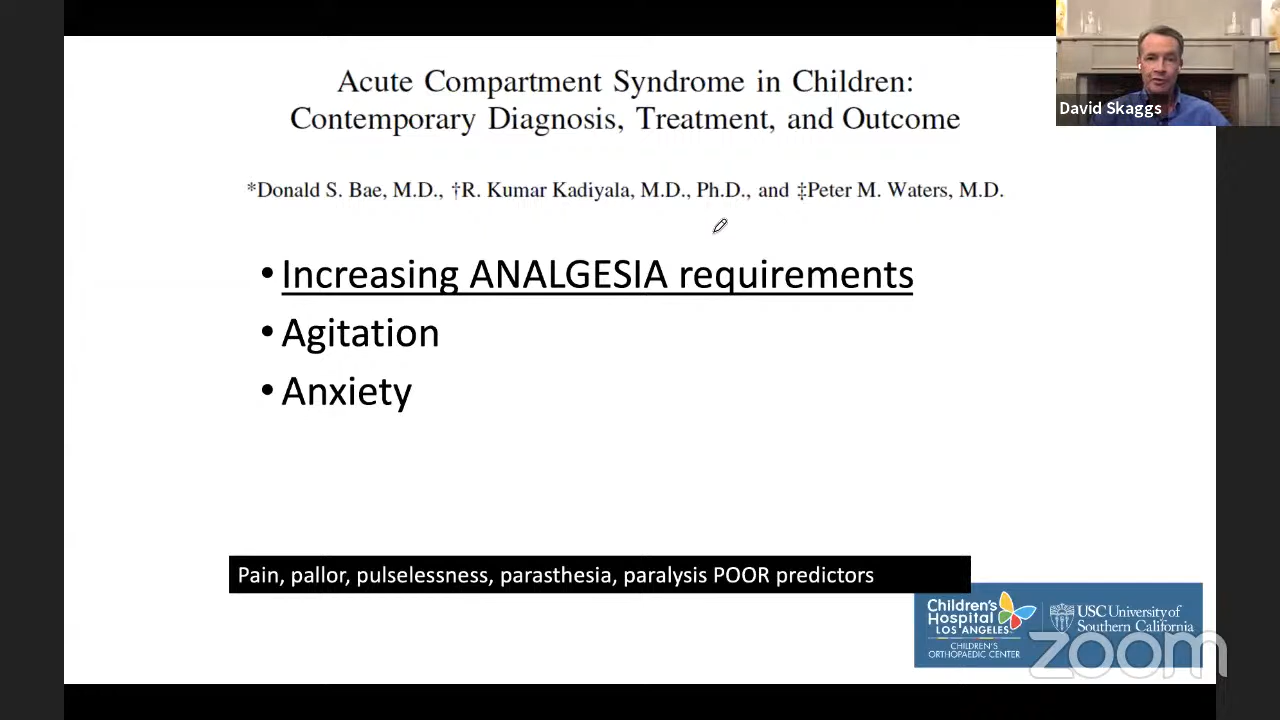 Acute Compartment Syndrome in Children:
Contemporary Diagnosis, Treatment, and Outcome
David Skaggs
*Donald S. Bae, M.D., †R. Kumar Kadiyala, M.D., Ph.D., and ‡Peter M. Waters, M.D.
• Increasing ANALGESIA requirements
• Agitation
• Anxiety
Pain, pallor, pulselessness, parasthesia, paralysis POOR predictors
Children's
Hospital
LOS ANGELES
CHILDREN'S
ORTHOPAEDIC CENTER
USC University of
Southern California
zoom